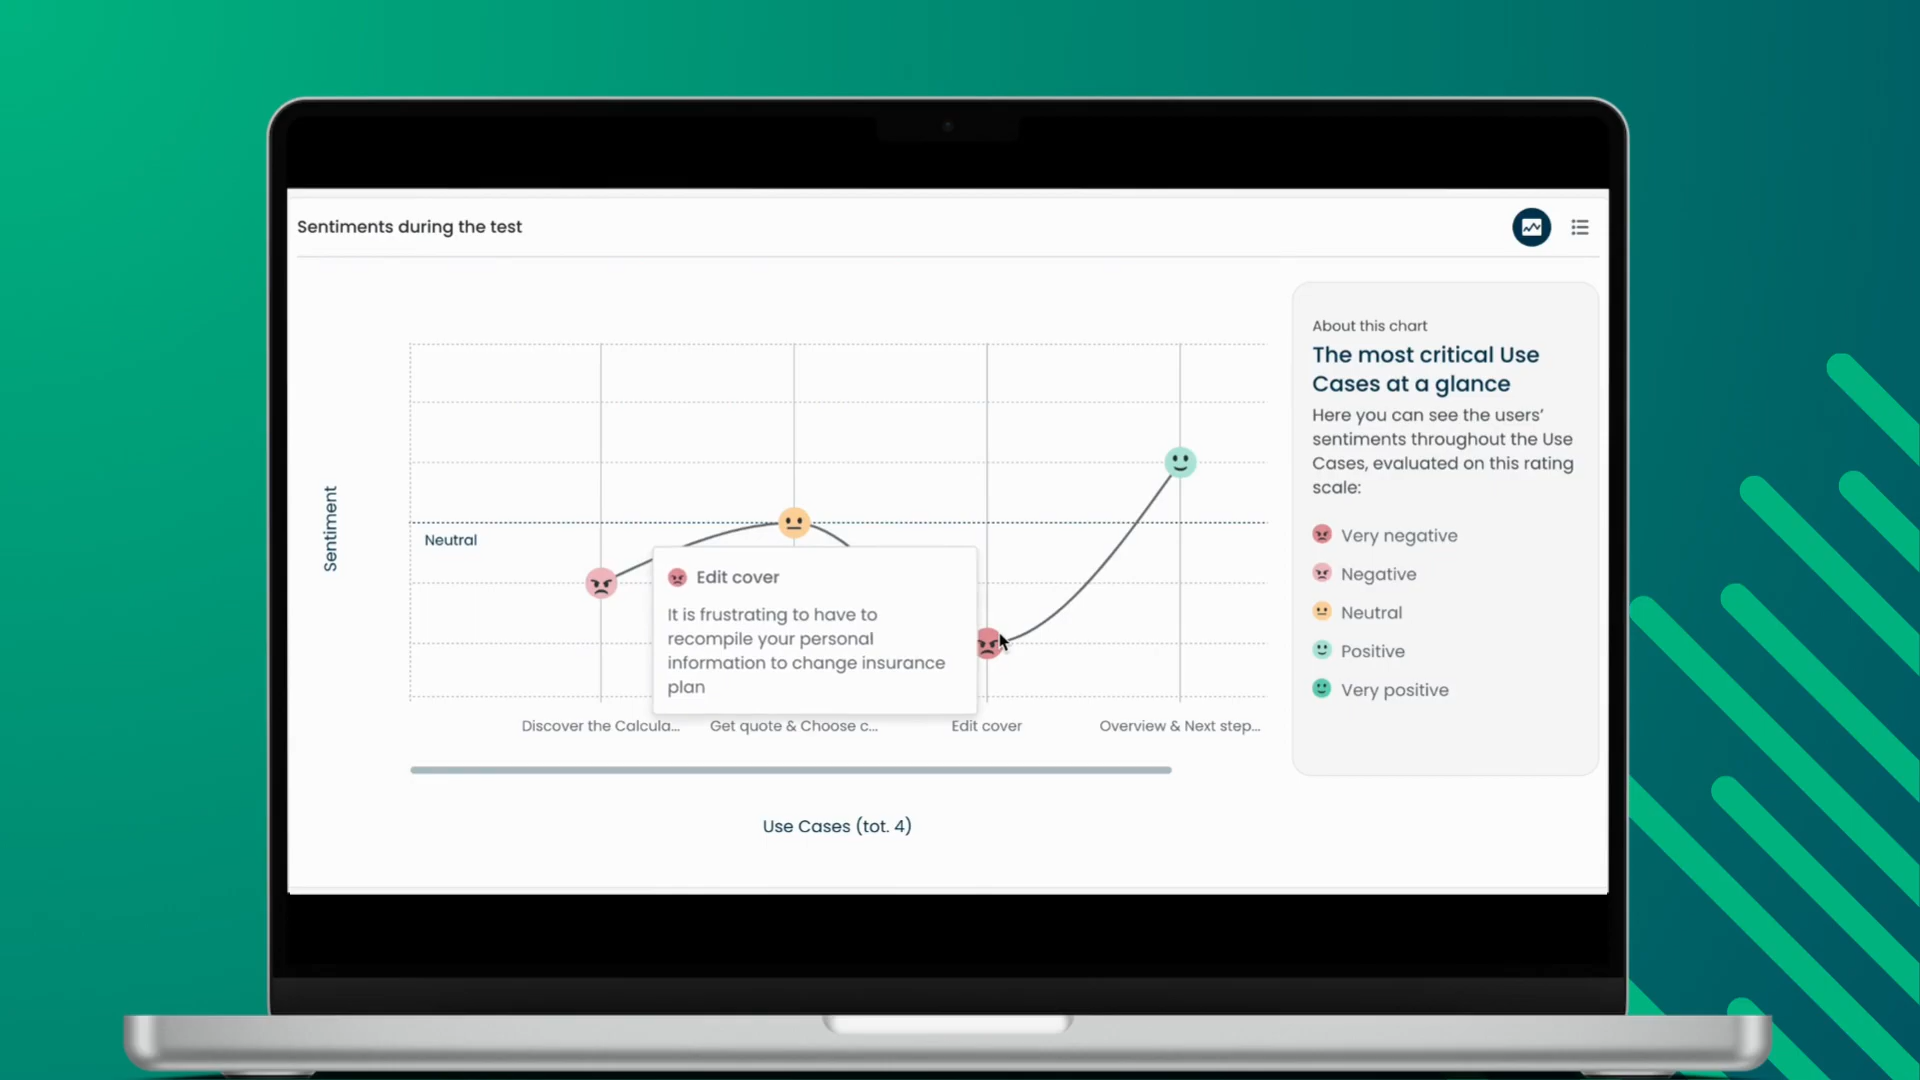 Sentiments during the test
Sentiment
Neutral
Edit cover
It is frustrating to have to
recompile your personal
information to change insurance
plan
Discover the Calcula...
Get quote & Choose c...
Edit cover
Overview & Next step...
Use Cases (tot. 4)
About this chart
The most critical Use
Cases at a glance
Here you can see the users’
sentiments throughout the Use
Cases, evaluated on this rating
scale:
Very negative
Negative
Neutral
Positive
Very positive